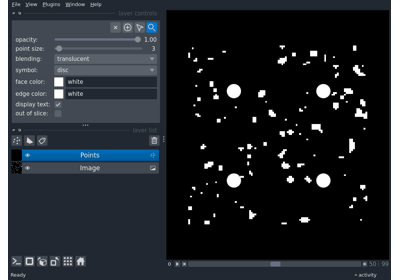 File View Plugins Window Help
layer controls
opacity: 1.00
point size: 3
blending: translucent
symbol: disc
face color: white
edge color: white
display text:
out of slice:
layer list
Points
Image
50 99
Ready
activity